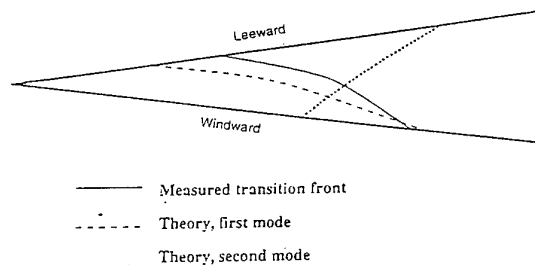 Leeward
Windward
Measured transition front
Theory, first mode
Theory, second mode